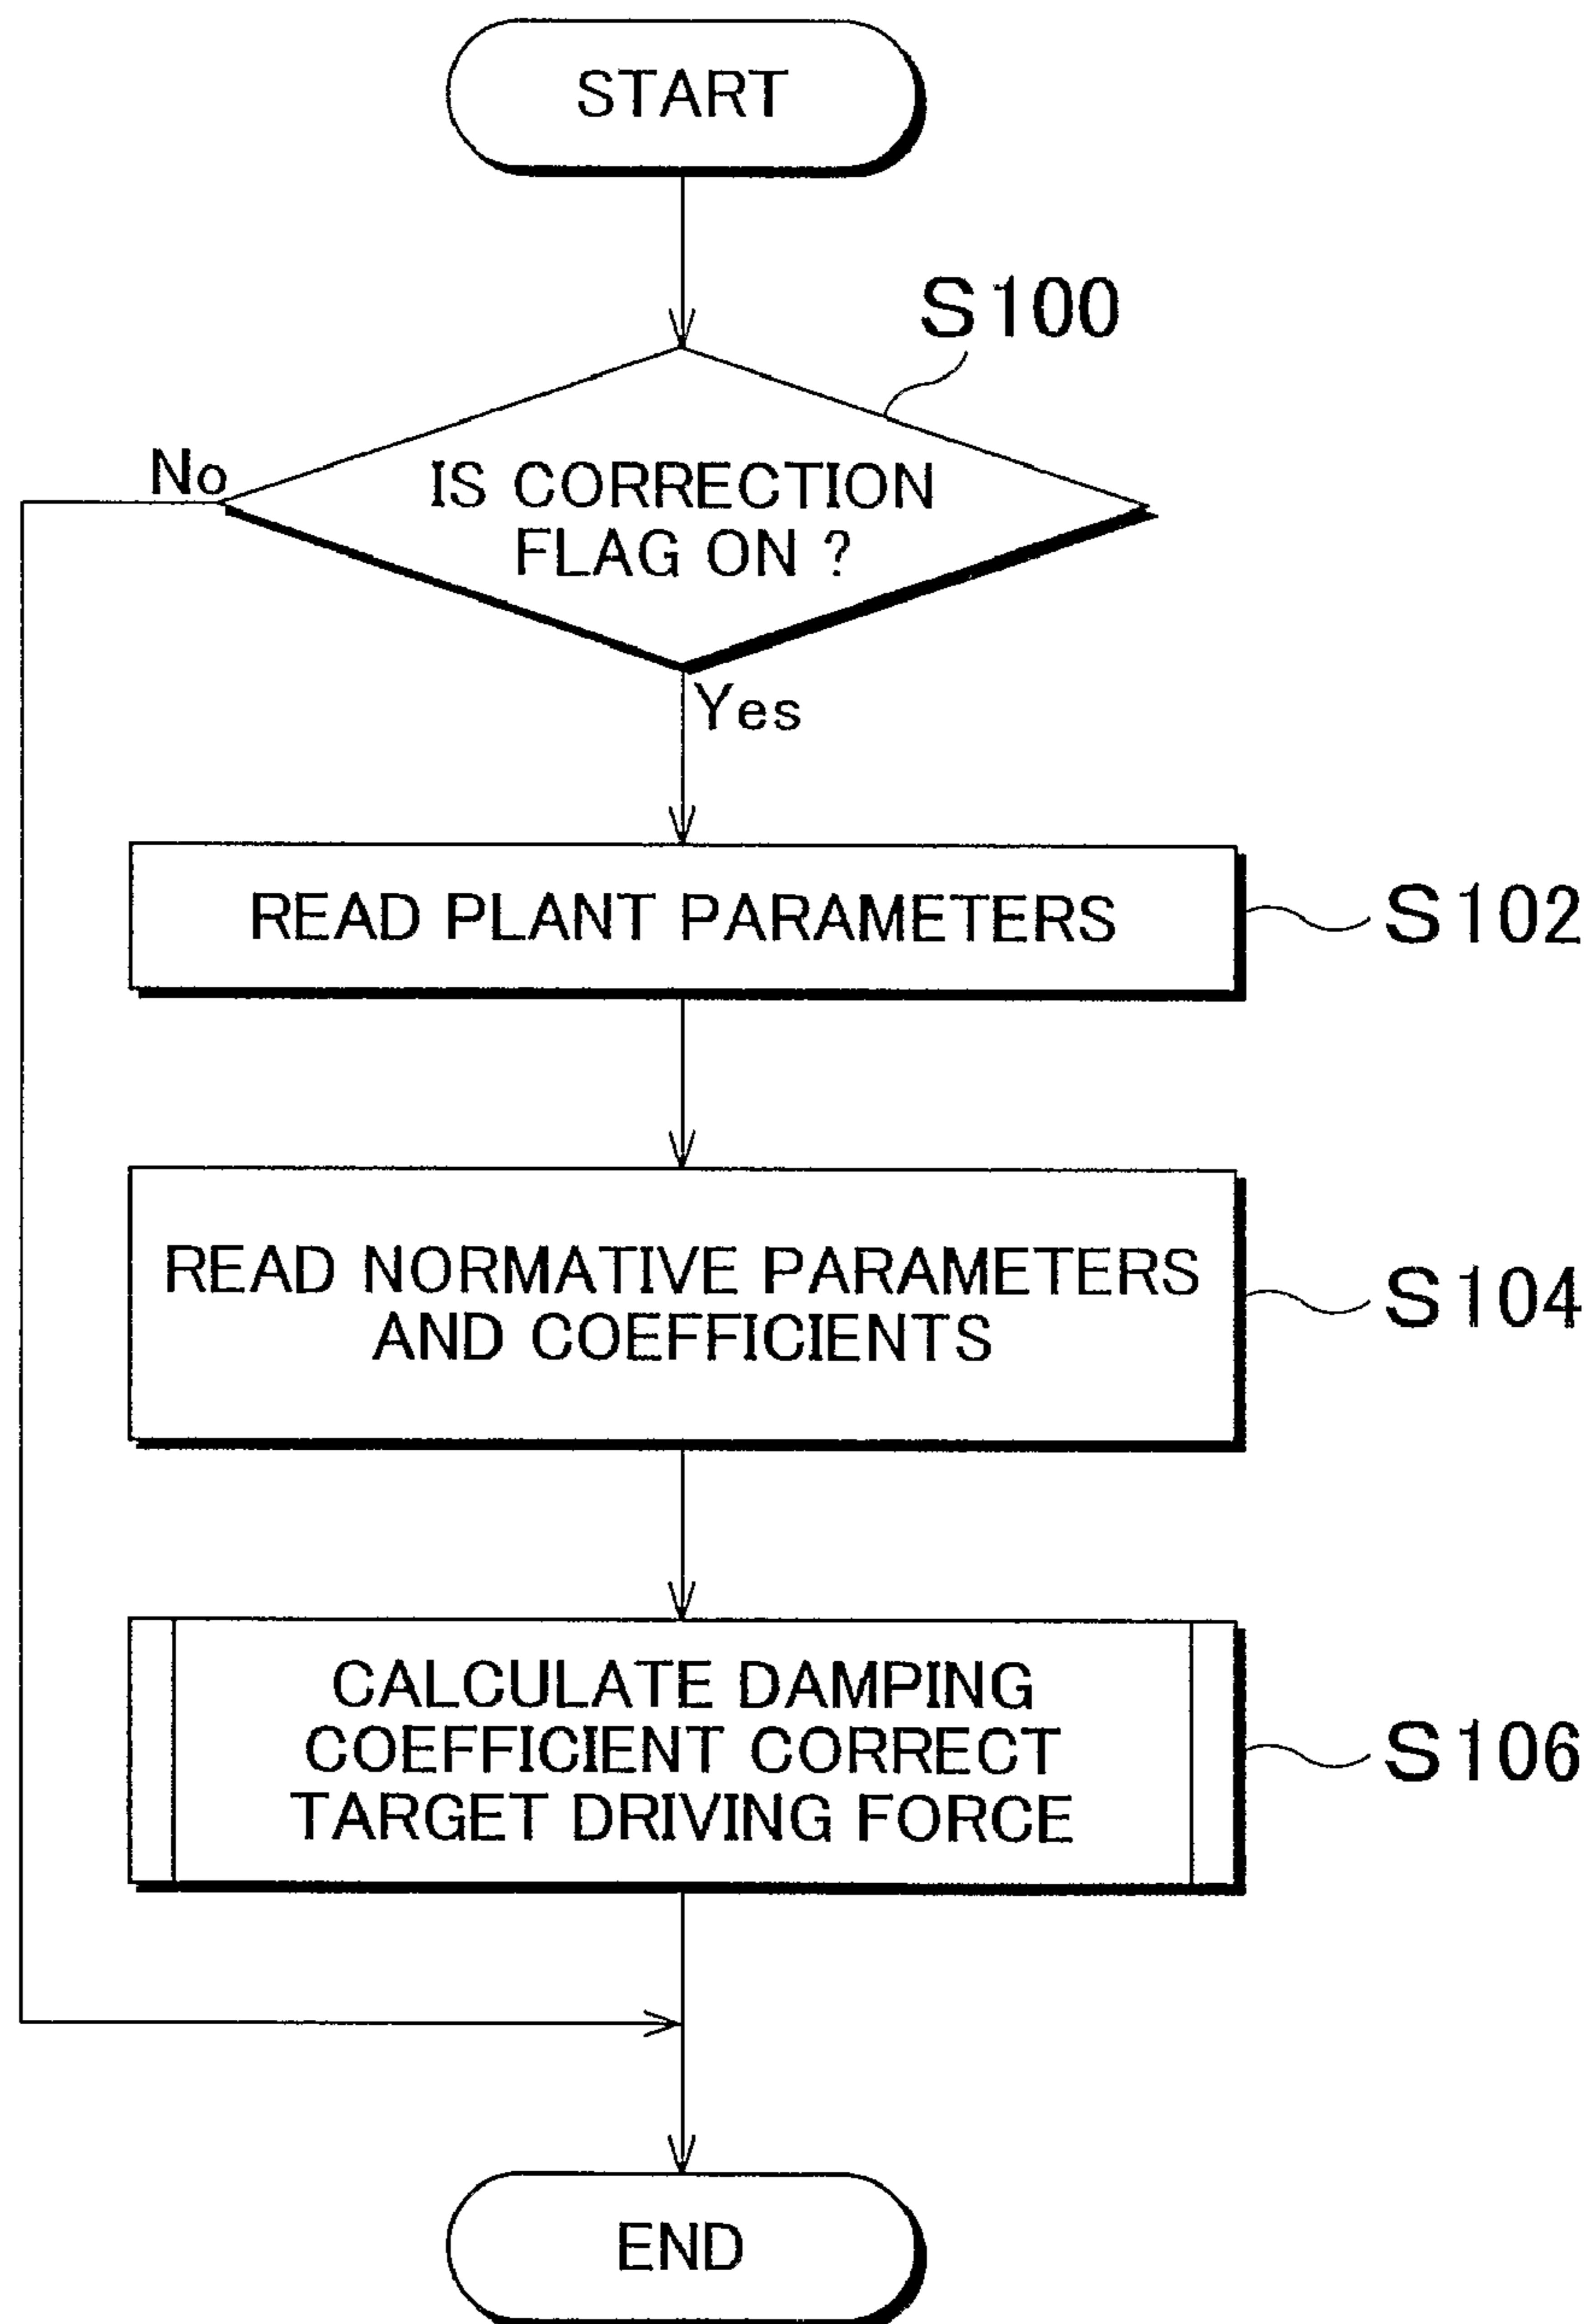 START
S100
No
IS CORRECTION
FLAG ON ?
Yes
READ PLANT PARAMETERS
S102
READ NORMATIVE PARAMETERS
AND COEFFICIENTS
S104
CALCULATE DAMPING
COEFFICIENT CORRECT
TARGET DRIVING FORCE
S106
END